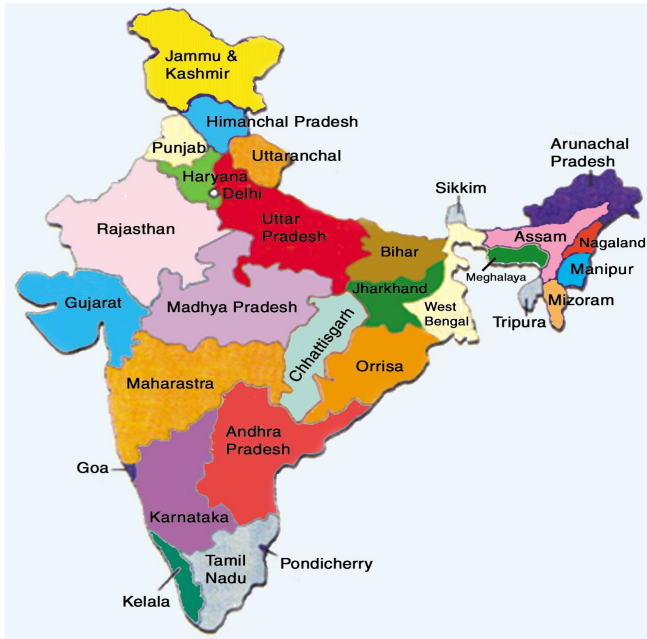 Jammu &
Kashmir
Himanchal Pradesh
Punjab
Uttaranchal
Haryana
Delhi
Arunachal
Pradesh
Sikkim
Rajasthan
Uttar
Pradesh
Bihar
Assam
Nagaland
Meghalaya
Manipur
Gujarat
Madhya Pradesh
Jharkhand
West
Bengal
Mizoram
Tripura
Chhattisgarh
Maharastra
Orrisa
Andhra
Pradesh
Goa
Karnataka
Tamil
Nadu
Pondicherry
Kelala